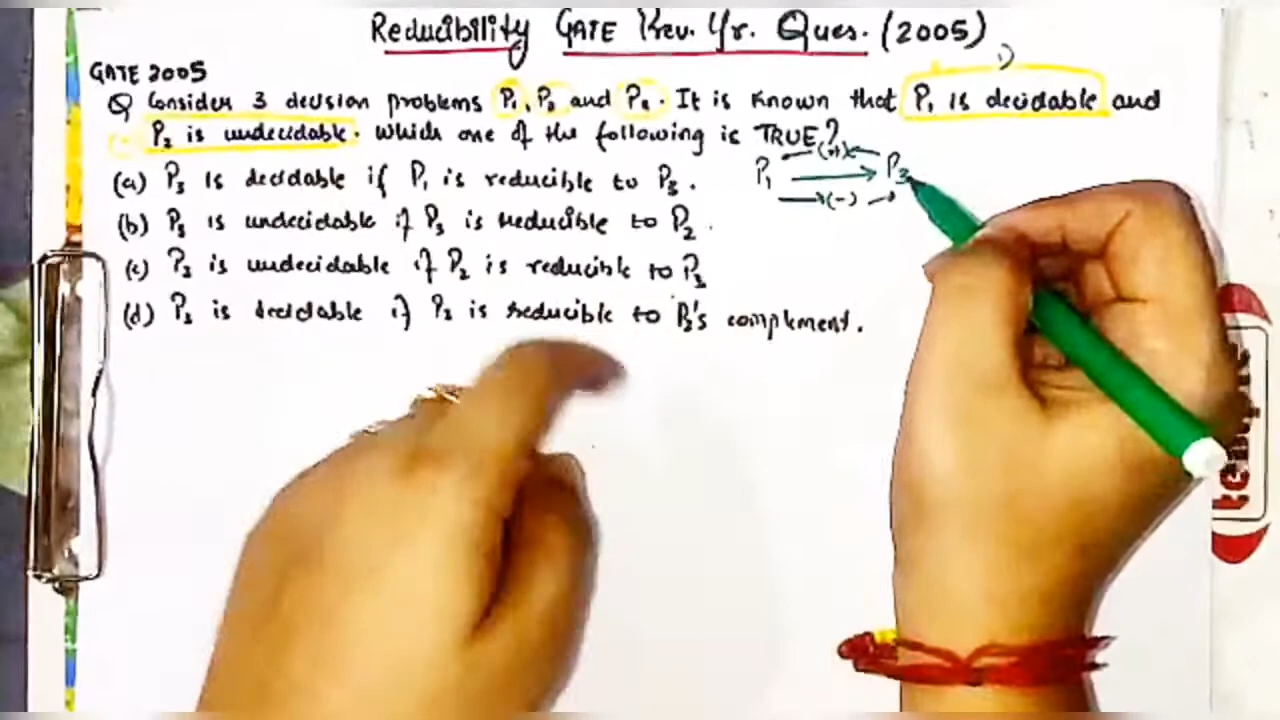 Reducibility GATE Prev. Yr. Ques. (2005)
GATE 2005
Q Consider 3 decision problems P₁, P₂ and P₃. It is known that P₁ is decidable and
P₂ is undecidable. Which one of the following is TRUE?
(a) P₃ is decidable if P₁ is reducible to P₃.
(b) P₃ is undecidable if P₃ is reducible to P₂.
(c) P₃ is undecidable if P₂ is reducible to P₃
(d) P₃ is decidable if P₃ is reducible to P₂'s complement.
P₁ → P₃
(-)